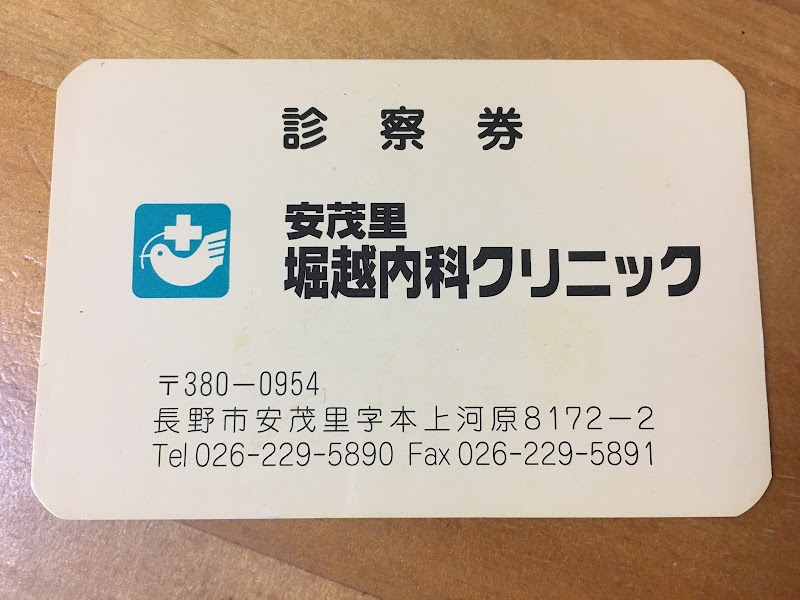 診察券
安茂里
堀越内科クリニック
〒380-0954
長野市安茂里字本上河原8172-2
Tel 026-229-5890 Fax 026-229-5891